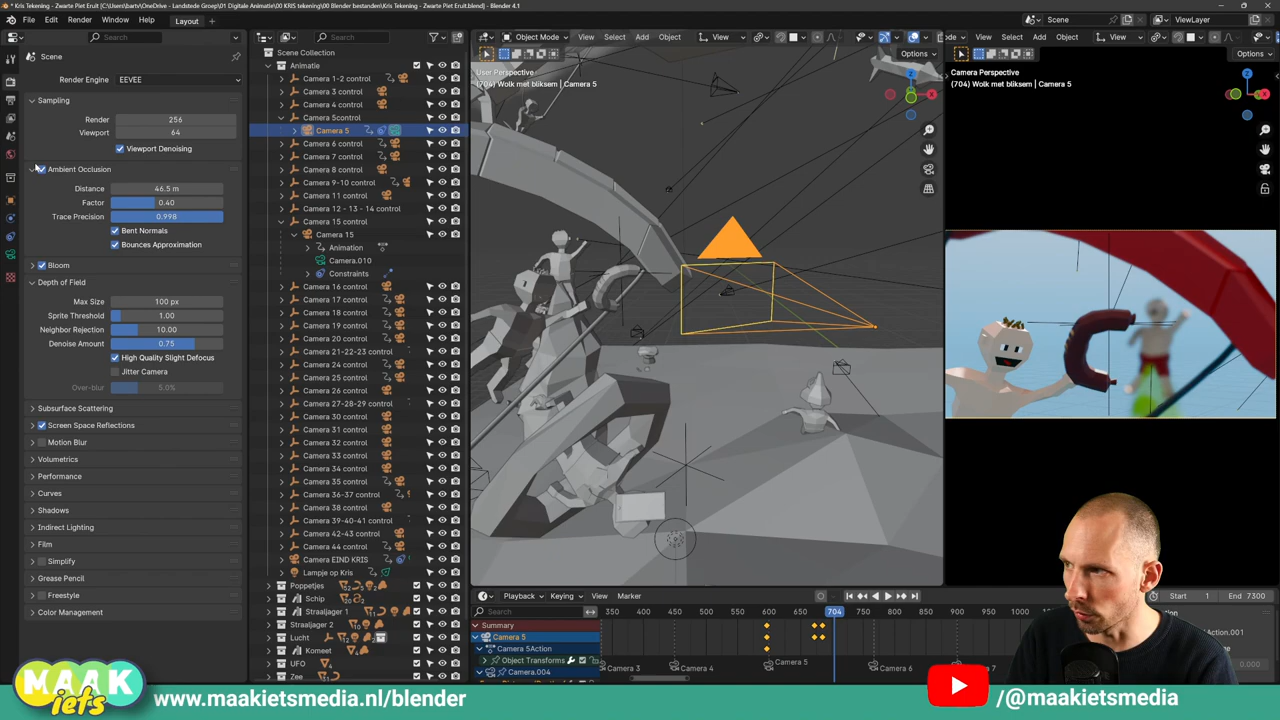 * Kris Tekening - Zwarte Piet Eruit [C:\Users\bartv\OneDrive - Landstede Groep\01 Digitale Animatie\00 KRIS Tekening\00 Blender bestanden\Kris Tekening - Zwarte Piet Eruit.blend] - Blender 4.1
File Edit Render Window Help Layout Scene ViewLayer
Search Search Object Mode View Select Add Object View Select Add Object View
Scene
Options Options
Render Engine EEVEE
Sampling
Render 256
Viewport 64
Viewport Denoising
Ambient Occlusion
Distance 46.5 m
Factor 0.40
Trace Precision 0.998
Bent Normals
Bounces Approximation
Bloom
Depth of Field
Max Size 100 px
Sprite Threshold 1.00
Neighbor Rejection 10.00
Denoise Amount 0.75
High Quality Slight Defocus
Jitter Camera
Over-blur 5.0%
Subsurface Scattering
Screen Space Reflections
Motion Blur
Volumetrics
Performance
Curves
Shadows
Indirect Lighting
Film
Simplify
Grease Pencil
Freestyle
Color Management
Scene Collection
Animatie
Camera 1-2 control
Camera 3 control
Camera 4 control
Camera 5control
Camera 5
Camera 6 control
Camera 7 control
Camera 8 control
Camera 9-10 control
Camera 11 control
Camera 12 - 13 - 14 control
Camera 15 control
Camera 15
Animation
Camera.010
Constraints
Camera 16 control
Camera 17 control
Camera 18 control
Camera 19 control
Camera 20 control
Camera 21-22-23 control
Camera 24 control
Camera 25 control
Camera 26 control
Camera 27-28-29 control
Camera 30 control
Camera 31 control
Camera 32 control
Camera 33 control
Camera 34 control
Camera 35 control
Camera 36-37 control
Camera 38 control
Camera 39-40-41 control
Camera 42-43 control
Camera 44 control
Camera EIND KRIS
Lampje op Kris
Poppetjes
Schip
Straaljager 1
Straaljager 2
Lucht
Komeet
UFO
Zee
User Perspective
(704) Wolk met bliksem | Camera 5
Camera Perspective
(704) Wolk met bliksem | Camera 5
Playback Keying View Marker Start 1 End 7300
Search 350 400 450 500 550 600 650 704 750 800 850 900 950 1000
Summary
Camera 5
Camera 5Action
Object Transforms
Camera.004
Camera 3 Camera 4 Camera 5 Camera 6
Action.001
0.000
MAAK
iets
www.maakietsmedia.nl/blender
/@maakietsmedia